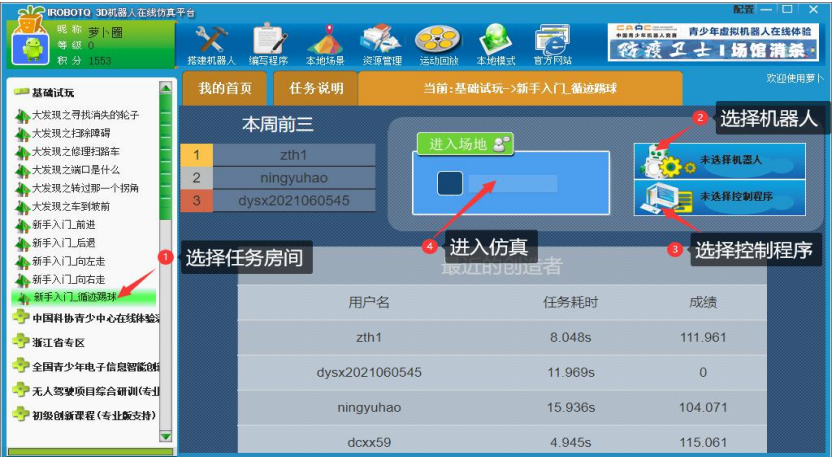 IROBOTQ 3D机器人在线仿真平台
配置
昵称 萝卜圈
等级 0
积分 1553
搭建机器人
编写程序
本地场景
资源管理
运动回放
本地模式
官方网站
青少年虚拟机器人在线体验
防疫卫士I场馆消杀
欢迎使用萝卜
基础试玩
大发现之寻找消失的轮子
大发现之扫除障碍
大发现之修理扫路车
大发现之端口是什么
大发现之转过那一个拐角
大发现之车到坡前
新手入门_前进
新手入门_后退
新手入门_向左走
新手入门_向右走
新手入门_循迹踢球
中国科协青少中心在线体验
浙江省专区
全国青少年电子信息智能创
无人驾驶项目综合研训(专业
初级创新课程(专业版支持)
我的首页
任务说明
当前:基础试玩->新手入门_循迹踢球
本周前三
1 zth1
2 ningyuhao
3 dysx2021060545
进入场地
2 选择机器人
未选择机器人
未选择控制程序
1 选择任务房间
4 进入仿真
3 选择控制程序
最近的创造者
用户名 任务耗时 成绩
zth1 8.048s 111.961
dysx2021060545 11.969s 0
ningyuhao 15.936s 104.071
dcxx59 4.945s 115.061